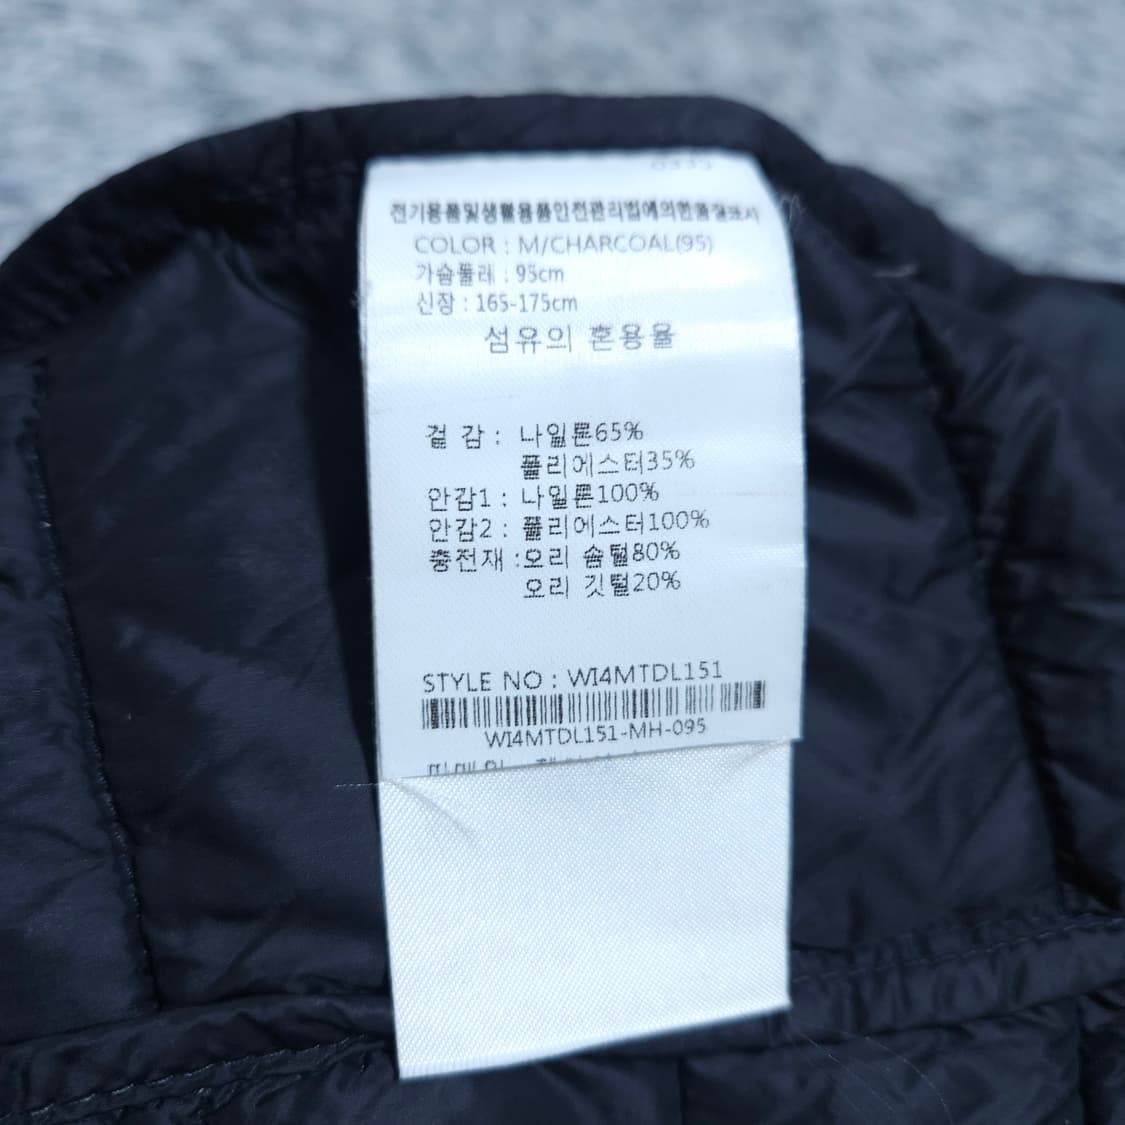 전기용품및생활용품안전관리법에의한품질표시
COLOR : M/CHARCOAL(95)
가슴둘레 : 95cm
신장 : 165-175cm
섬유의 혼용율
겉 감 : 나일론65%
폴리에스터35%
안감1 : 나일론100%
안감2 : 폴리에스터100%
충전재 :오리 솜털80%
오리 깃털20%
STYLE NO : WI4MTDL151
WI4MTDL151-MH-095